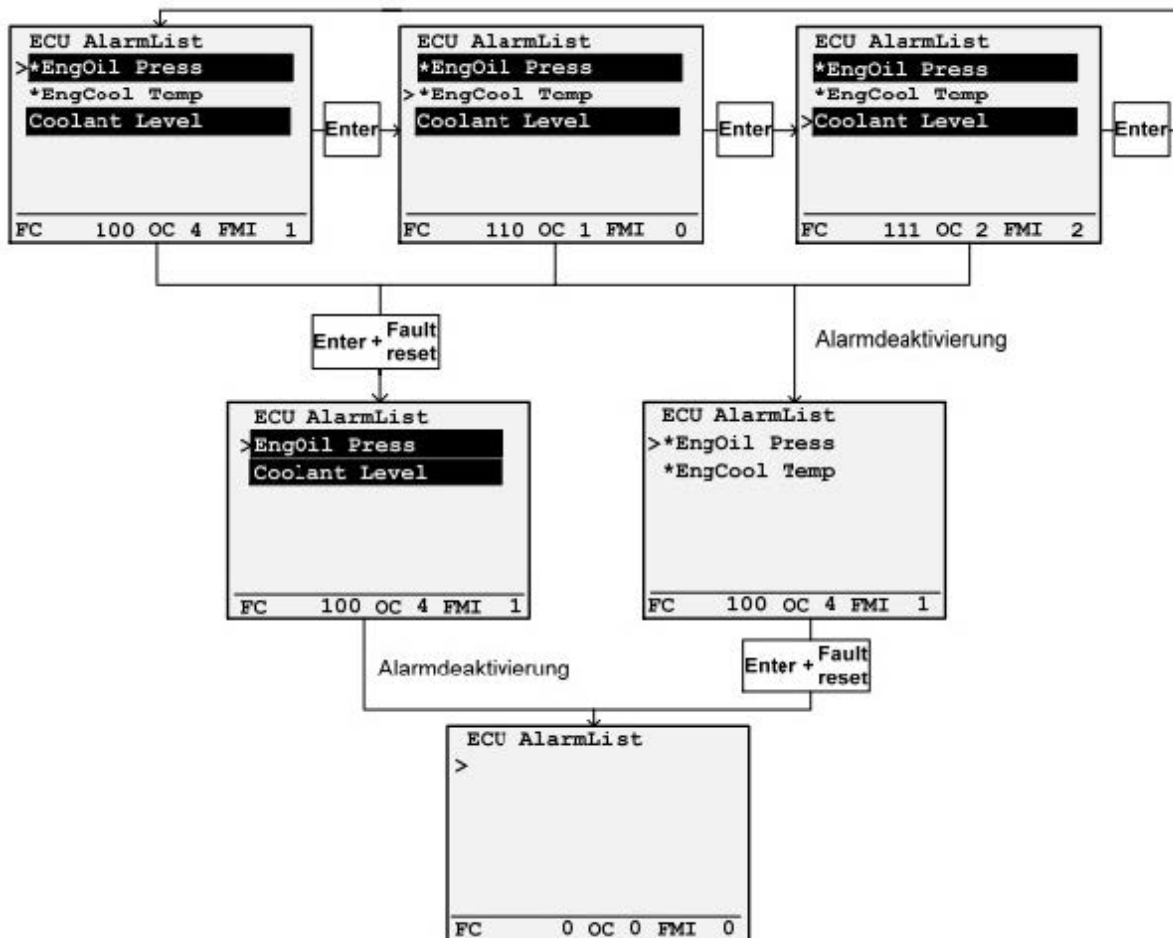 ECU AlarmList
>*EngOil Press
*EngCool Temp
Coolant Level
FC 100 OC 4 FMI 1
Enter
ECU AlarmList
*EngOil Press
>*EngCool Temp
Coolant Level
FC 110 OC 1 FMI 0
Enter
ECU AlarmList
*EngOil Press
*EngCool Temp
>Coolant Level
FC 111 OC 2 FMI 2
Enter
Enter + Fault
reset
Alarmdeaktivierung
ECU AlarmList
>EngOil Press
Coolant Level
FC 100 OC 4 FMI 1
ECU AlarmList
>*EngOil Press
*EngCool Temp
FC 100 OC 4 FMI 1
Alarmdeaktivierung
Enter + Fault
reset
ECU AlarmList
>
FC 0 OC 0 FMI 0